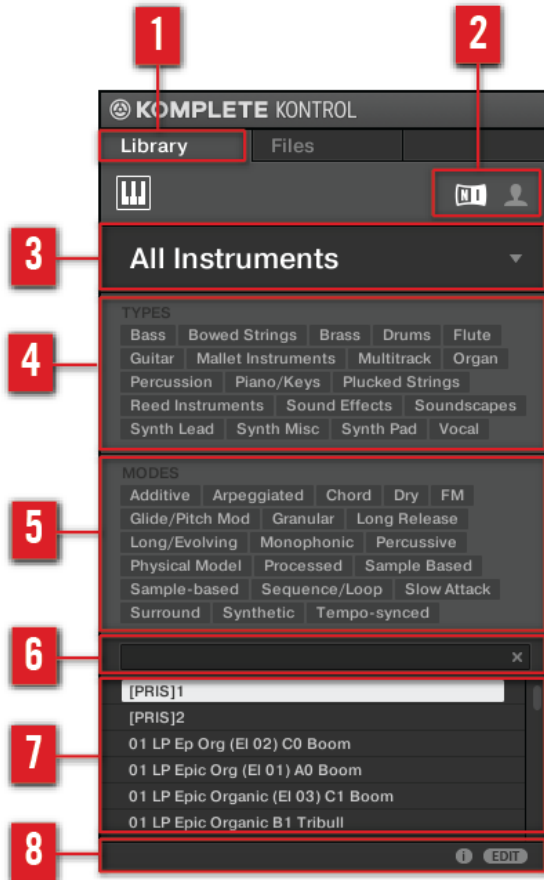 1
2
KOMPLETE KONTROL
Library Files
NI
3
All Instruments
4
TYPES
Bass Bowed Strings Brass Drums Flute
Guitar Mallet Instruments Multitrack Organ
Percussion Piano/Keys Plucked Strings
Reed Instruments Sound Effects Soundscapes
Synth Lead Synth Misc Synth Pad Vocal
5
MODES
Additive Arpeggiated Chord Dry FM
Glide/Pitch Mod Granular Long Release
Long/Evolving Monophonic Percussive
Physical Model Processed Sample Based
Sample-based Sequence/Loop Slow Attack
Surround Synthetic Tempo-synced
6
×
7
[PRIS]1
[PRIS]2
01 LP Ep Org (El 02) C0 Boom
01 LP Epic Org (El 01) A0 Boom
01 LP Epic Organic (El 03) C1 Boom
01 LP Epic Organic B1 Tribull
8
i EDIT